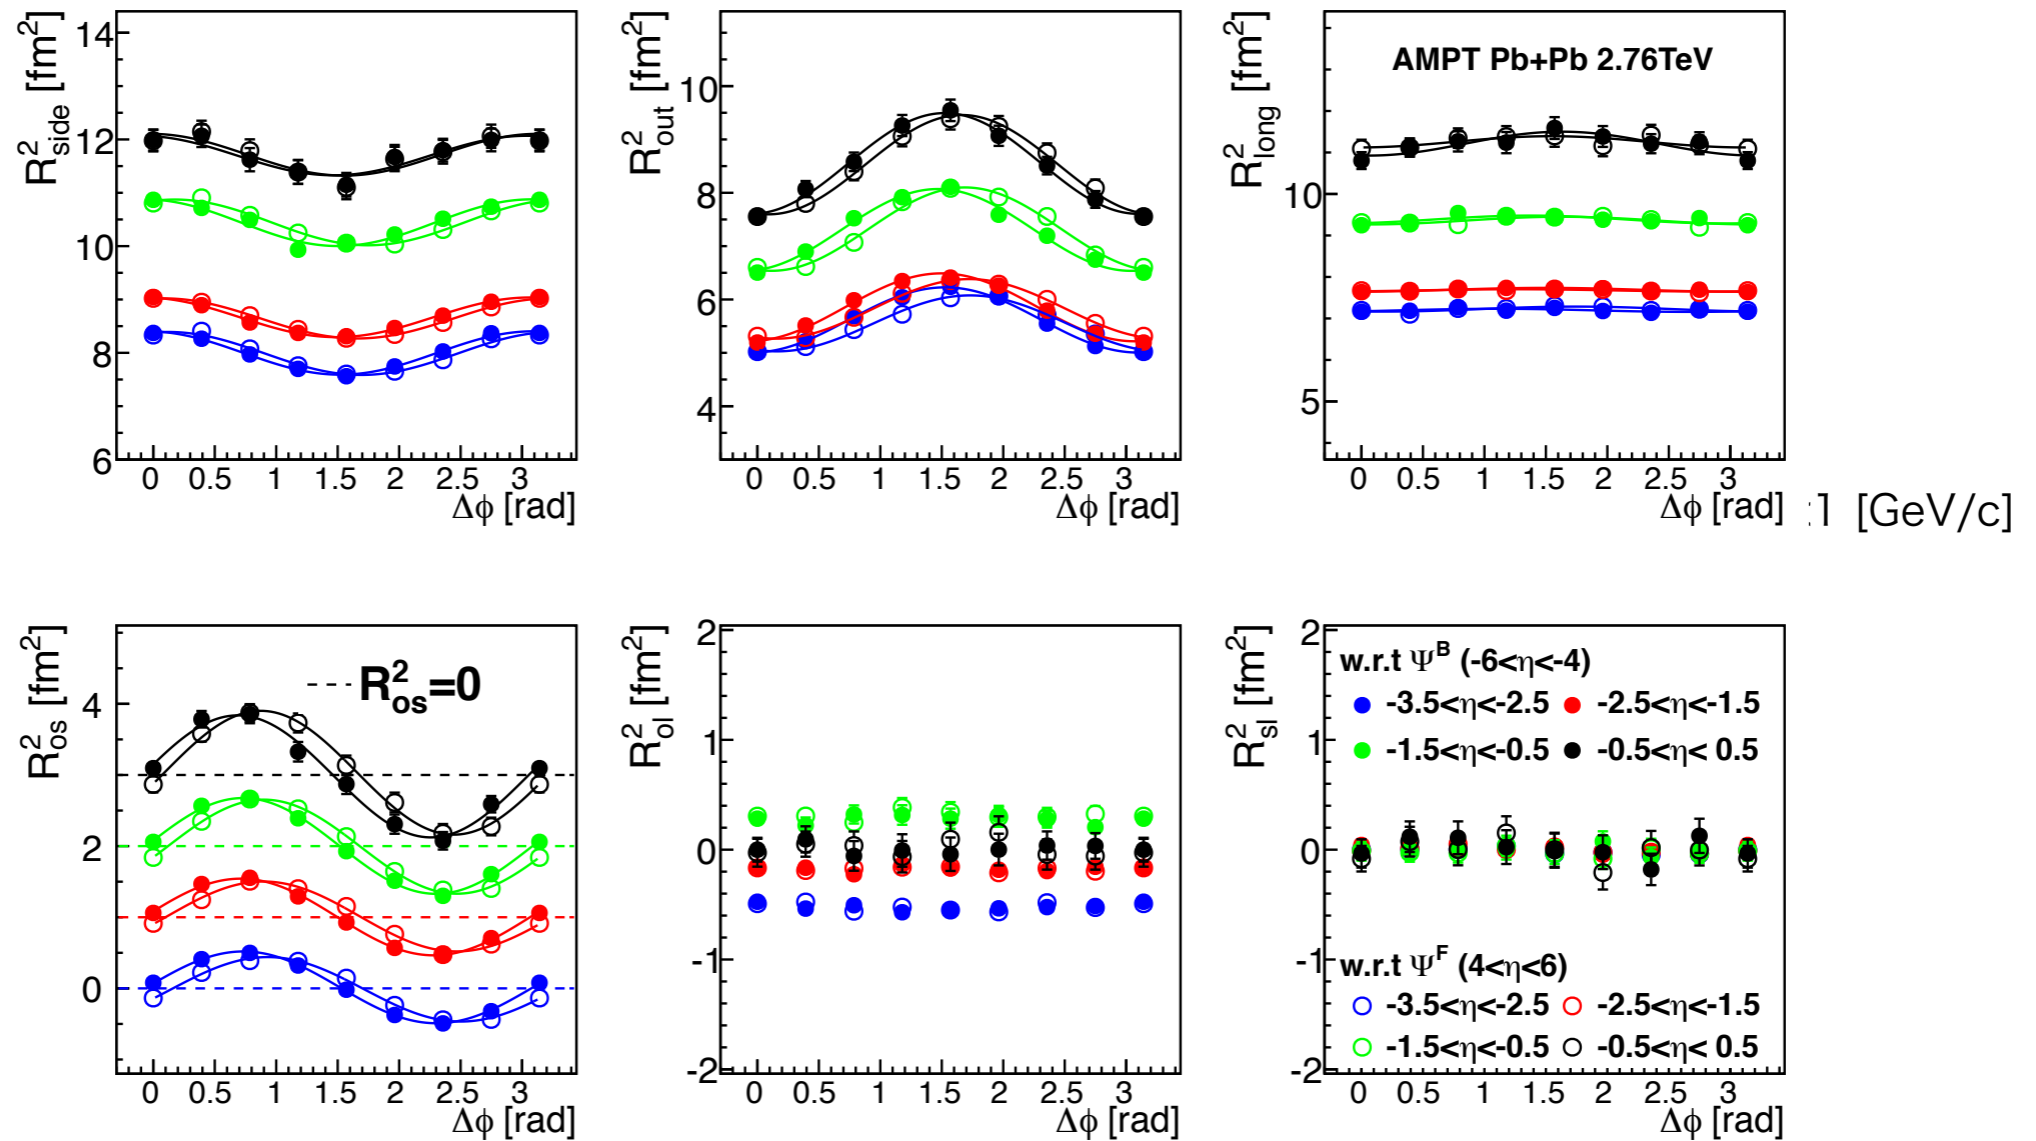 R²side [fm²]
14
12
10
8
6
0 0.5 1 1.5 2 2.5 3
Δϕ [rad]
R²out [fm²]
10
8
6
4
0 0.5 1 1.5 2 2.5 3
Δϕ [rad]
R²long [fm²]
AMPT Pb+Pb 2.76TeV
10
5
0 0.5 1 1.5 2 2.5 3
Δϕ [rad]
[GeV/c]
R²os [fm²]
R²os=0
4
2
0
0 0.5 1 1.5 2 2.5 3
Δϕ [rad]
R²ol [fm²]
2
1
0
-1
-2
0 0.5 1 1.5 2 2.5 3
Δϕ [rad]
R²sl [fm²]
2
w.r.t Ψᴮ (-6<η<-4)
-3.5<η<-2.5 -2.5<η<-1.5
-1.5<η<-0.5 -0.5<η< 0.5
1
0
-1
w.r.t Ψᶠ (4<η<6)
-3.5<η<-2.5 -2.5<η<-1.5
-1.5<η<-0.5 -0.5<η< 0.5
-2
0 0.5 1 1.5 2 2.5 3
Δϕ [rad]